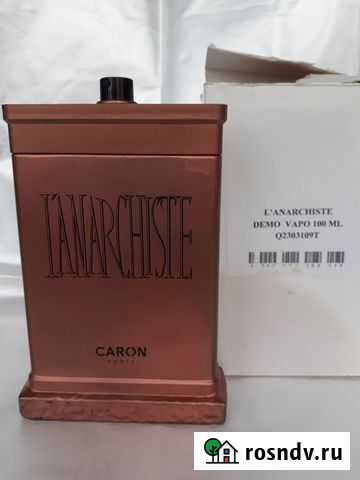 L'ANARCHISTE
CARON
PARIS
L'ANARCHISTE
DEMO VAPO 100 ML
Q2303109T
rosndv.ru